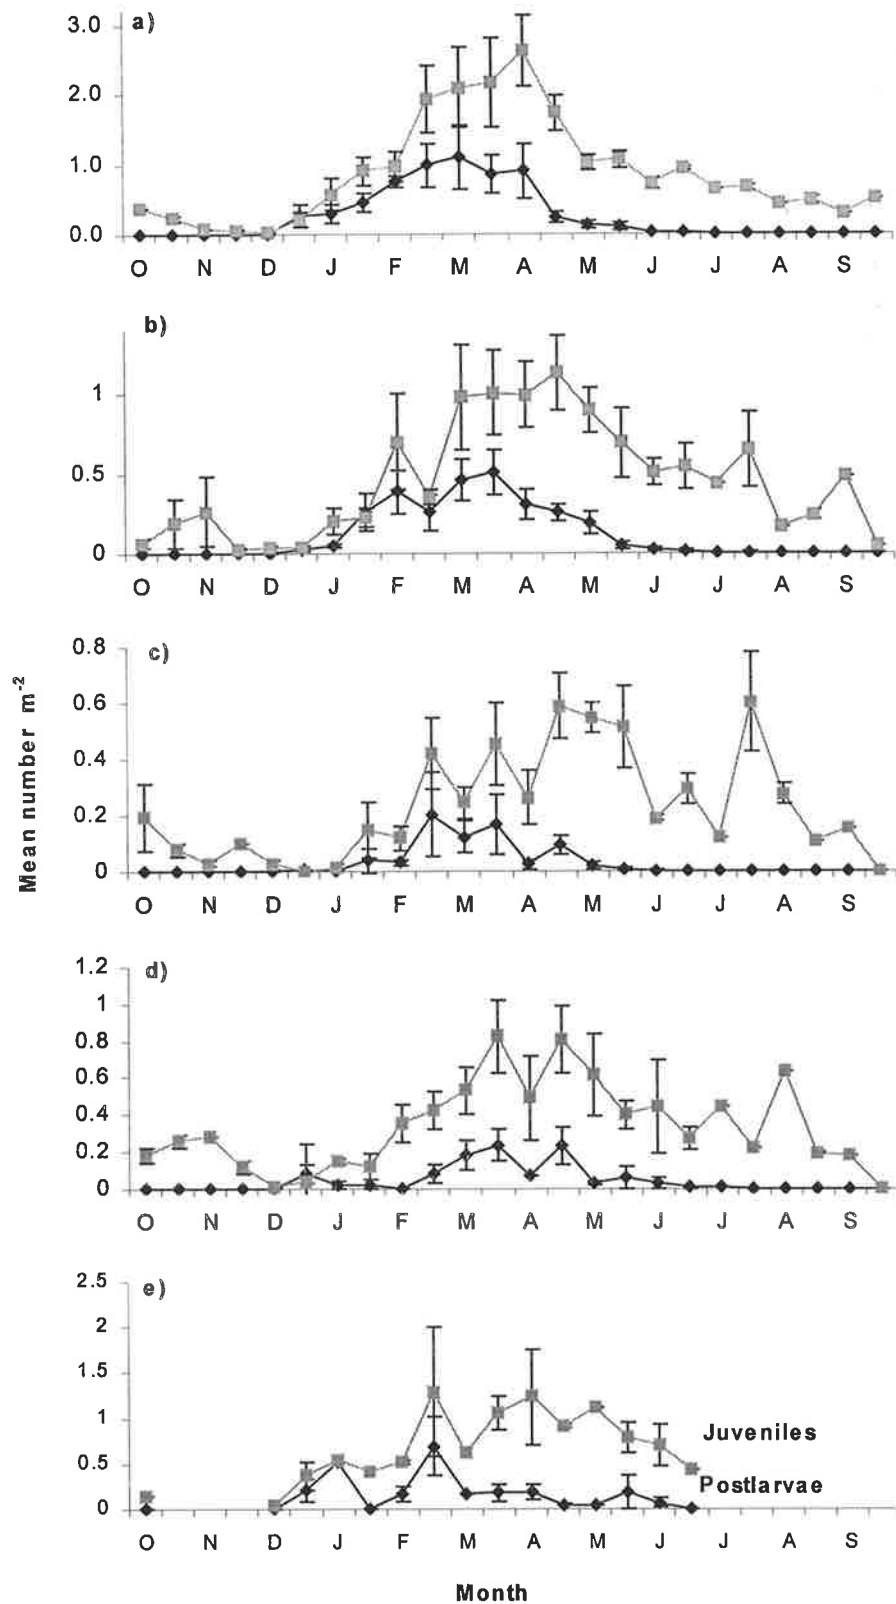 a)
3.0
2.0
1.0
0.0
O N D J F M A M J J A S
b)
1
0.5
0
O N D J F M A M J J A S
c)
0.8
0.6
0.4
0.2
0
O N D J F M A M J J A S
Mean number m⁻²
d)
1.2
1
0.8
0.6
0.4
0.2
0
O N D J F M A M J J A S
e)
2.5
2
1.5
1
0.5
0
Juveniles
Postlarvae
O N D J F M A M J J A S
Month